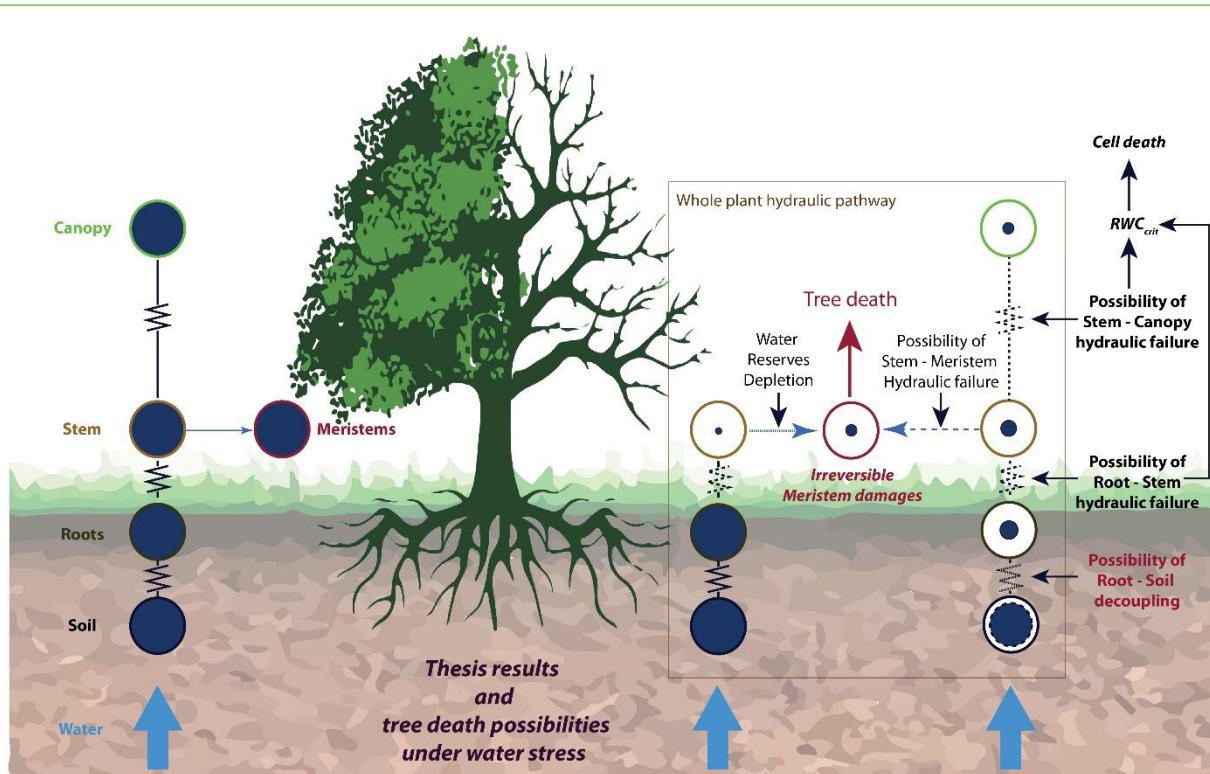 Cell death
Whole plant hydraulic pathway
Canopy
RWCcrit
Tree death
Possibility of
Stem - Canopy
hydraulic failure
Water
Reserves
Depletion
Possibility of
Stem - Meristem
Hydraulic failure
Stem
Meristems
Irreversible
Meristem damages
Possibility of
Root - Stem
hydraulic failure
Roots
Possibility of
Root - Soil
decoupling
Soil
Thesis results
and
tree death possibilities
under water stress
Water